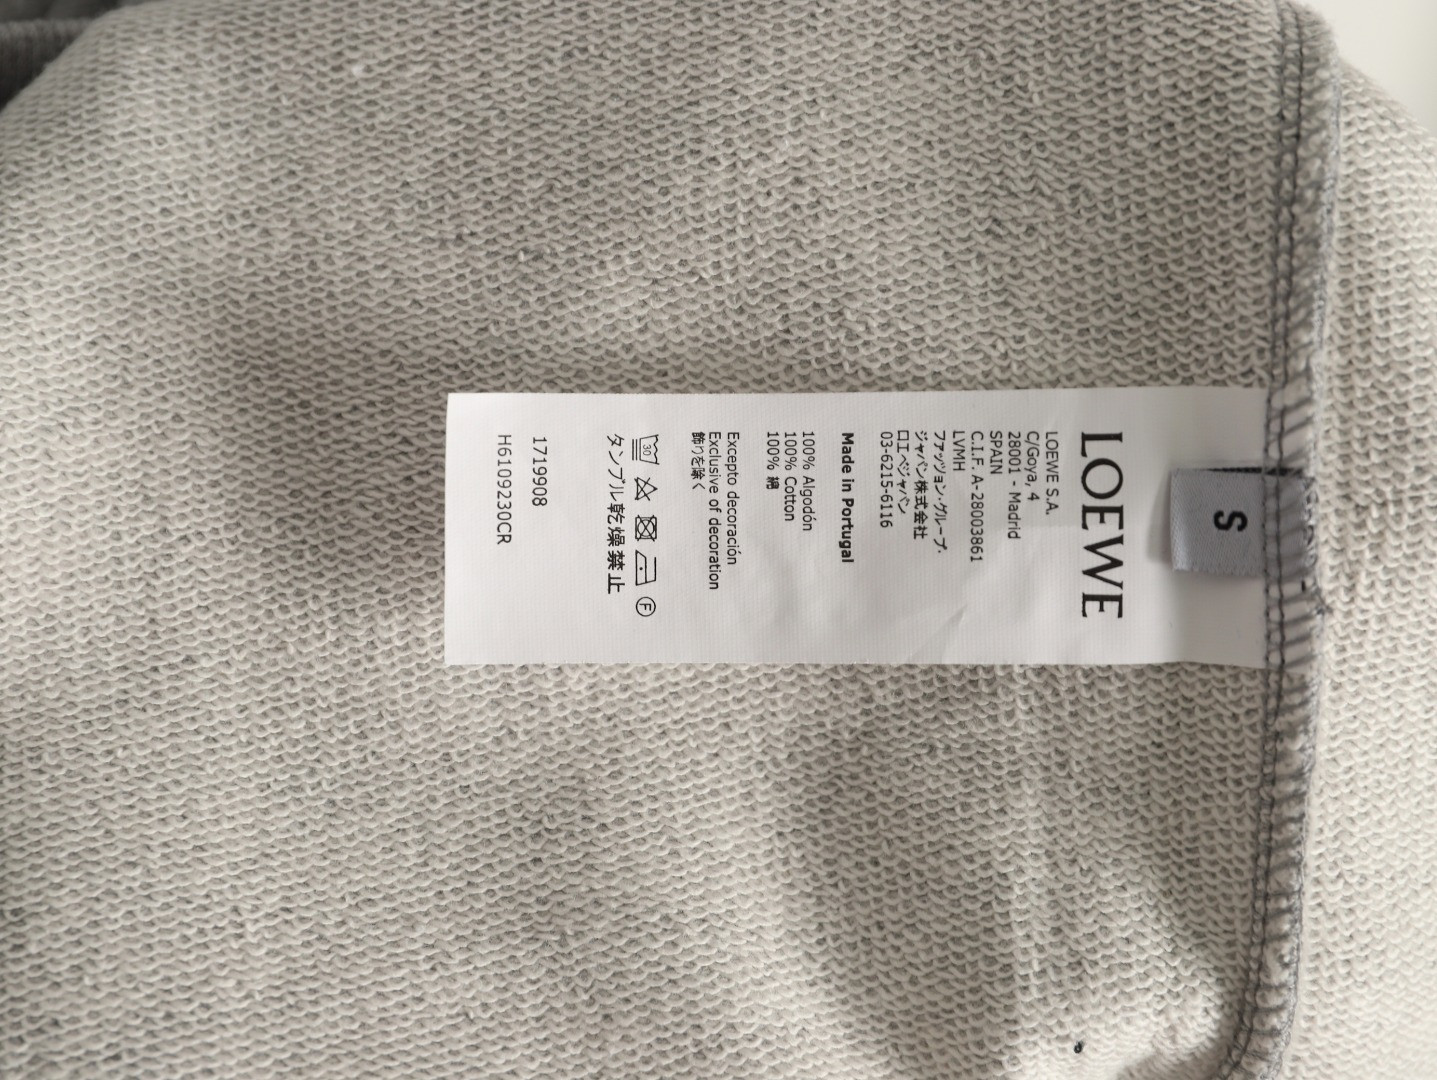 S
LOEWE
LOEWE S.A.
C/Goya, 4
28001 - Madrid
SPAIN
C.I.F. A-28003861
LVMH
ファッション・グループ・
ジャパン株式会社
ロエベジャパン
03-6215-6116
Made in Portugal
100% Algodón
100% Cotton
100% 綿
Excepto decoración
Exclusive of decoration
飾りを除く
30 F
タンブル乾燥禁止
1719908
H6109230CR